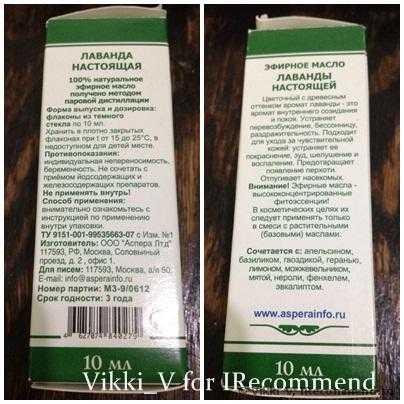 ЛАВАНДА
НАСТОЯЩАЯ
100% натуральное
эфирное масло
получено методом
паровой дистилляции
Форма выпуска и дозировка:
флаконы из темного
стекла по 10 мл.
Хранить в плотно закрытых
флаконах при t от 15 до 25°С, в
недоступном для детей месте.
Противопоказания:
индивидуальная непереносимость,
беременность. Не сочетать с
приёмом йодсодержащих и
железосодержащих препаратов.
Не принимать внутрь!
Способ применения:
внимательно ознакомьтесь с
инструкцией по применению
внутри упаковки.
ТУ 9151-001-99535663-07 с Изм. №1
Изготовитель: ООО "Аспера Лтд"
117593, РФ, Москва, Соловьиный
проезд, д. 2, офис 1.
Для писем: 117593, Москва, а/я 60.
E-mail: info@asperainfo.ru
Номер партии: М3-9/0612
Срок годности: 3 года
4 627074 840279
10 мл
ЭФИРНОЕ МАСЛО
ЛАВАНДЫ
НАСТОЯЩЕЙ
Цветочный с древесным
оттенком аромат лаванды - это
аромат внутреннего созидания
и покоя. Устраняет
перевозбуждение, бессонницу,
раздражительность. Подходит
для ухода за чувствительной
кожей: устраняет ее
покраснение, зуд, шелушение и
воспаление. Предотвращает
появление перхоти.
Отпугивает насекомых.
Внимание! Эфирные масла -
высококонцентрированные
фитоэссенции!
В косметических целях их
следует применять только
в смеси с растительными
(базовыми) маслами.
Сочетается с: апельсином,
базиликом, гвоздикой, геранью,
лимоном, можжевельником,
мятой, нероли, фенхелем,
эвкалиптом.
www.asperainfo.ru
10 мл
Vikki_V for IRecommend